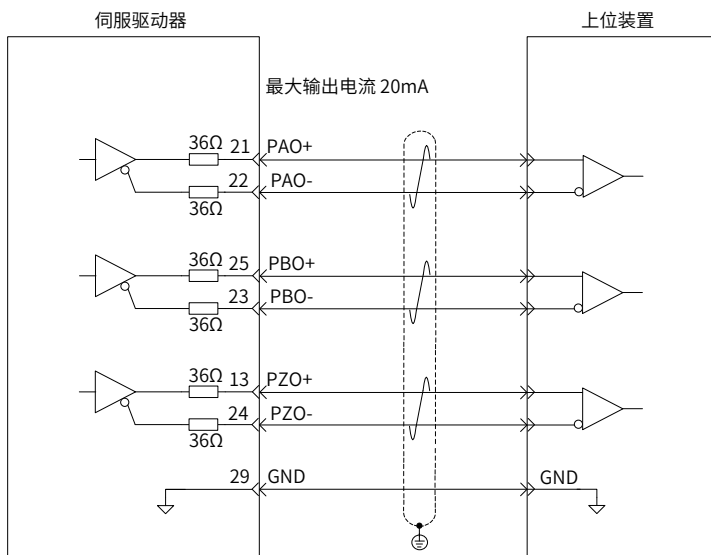 伺服驱动器
上位装置
最大输出电流 20mA
36Ω 21 PAO+
22 PAO-
36Ω
36Ω 25 PBO+
23 PBO-
36Ω
36Ω 13 PZO+
24 PZO-
36Ω
29 GND
GND